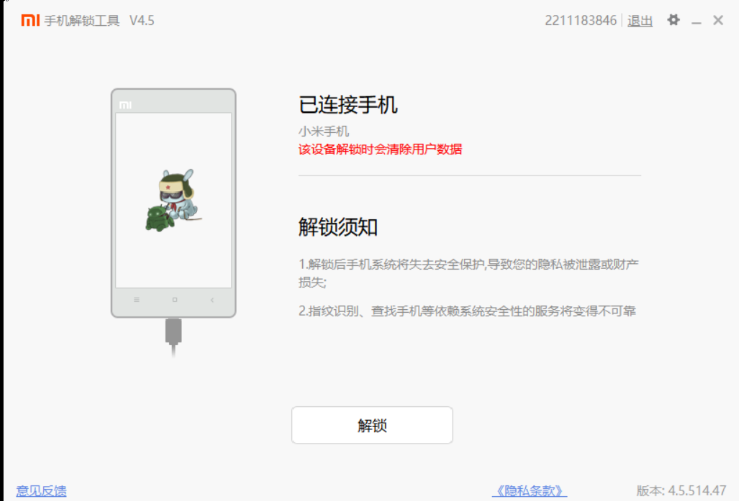 mi 手机解锁工具 V4.5 2211183846 退出
mi
已连接手机
小米手机
该设备解锁时会清除用户数据
解锁须知
1.解锁后手机系统将失去安全保护,导致您的隐私被泄露或财产
损失;
2.指纹识别、查找手机等依赖系统安全性的服务将变得不可靠
解锁
意见反馈 《隐私条款》 版本: 4.5.514.47